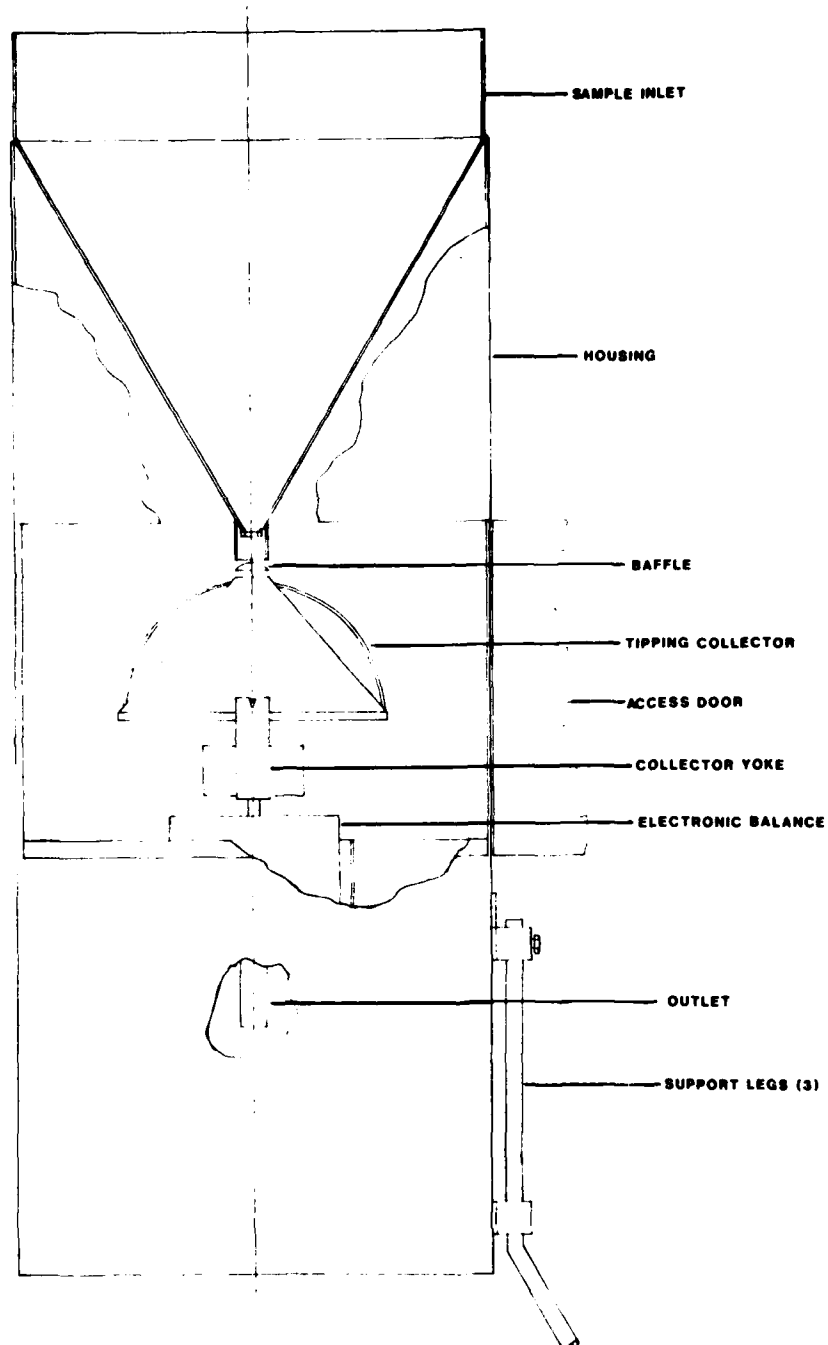 SAMPLE INLET
HOUSING
BAFFLE
TIPPING COLLECTOR
ACCESS DOOR
COLLECTOR YOKE
ELECTRONIC BALANCE
OUTLET
SUPPORT LEGS (3)